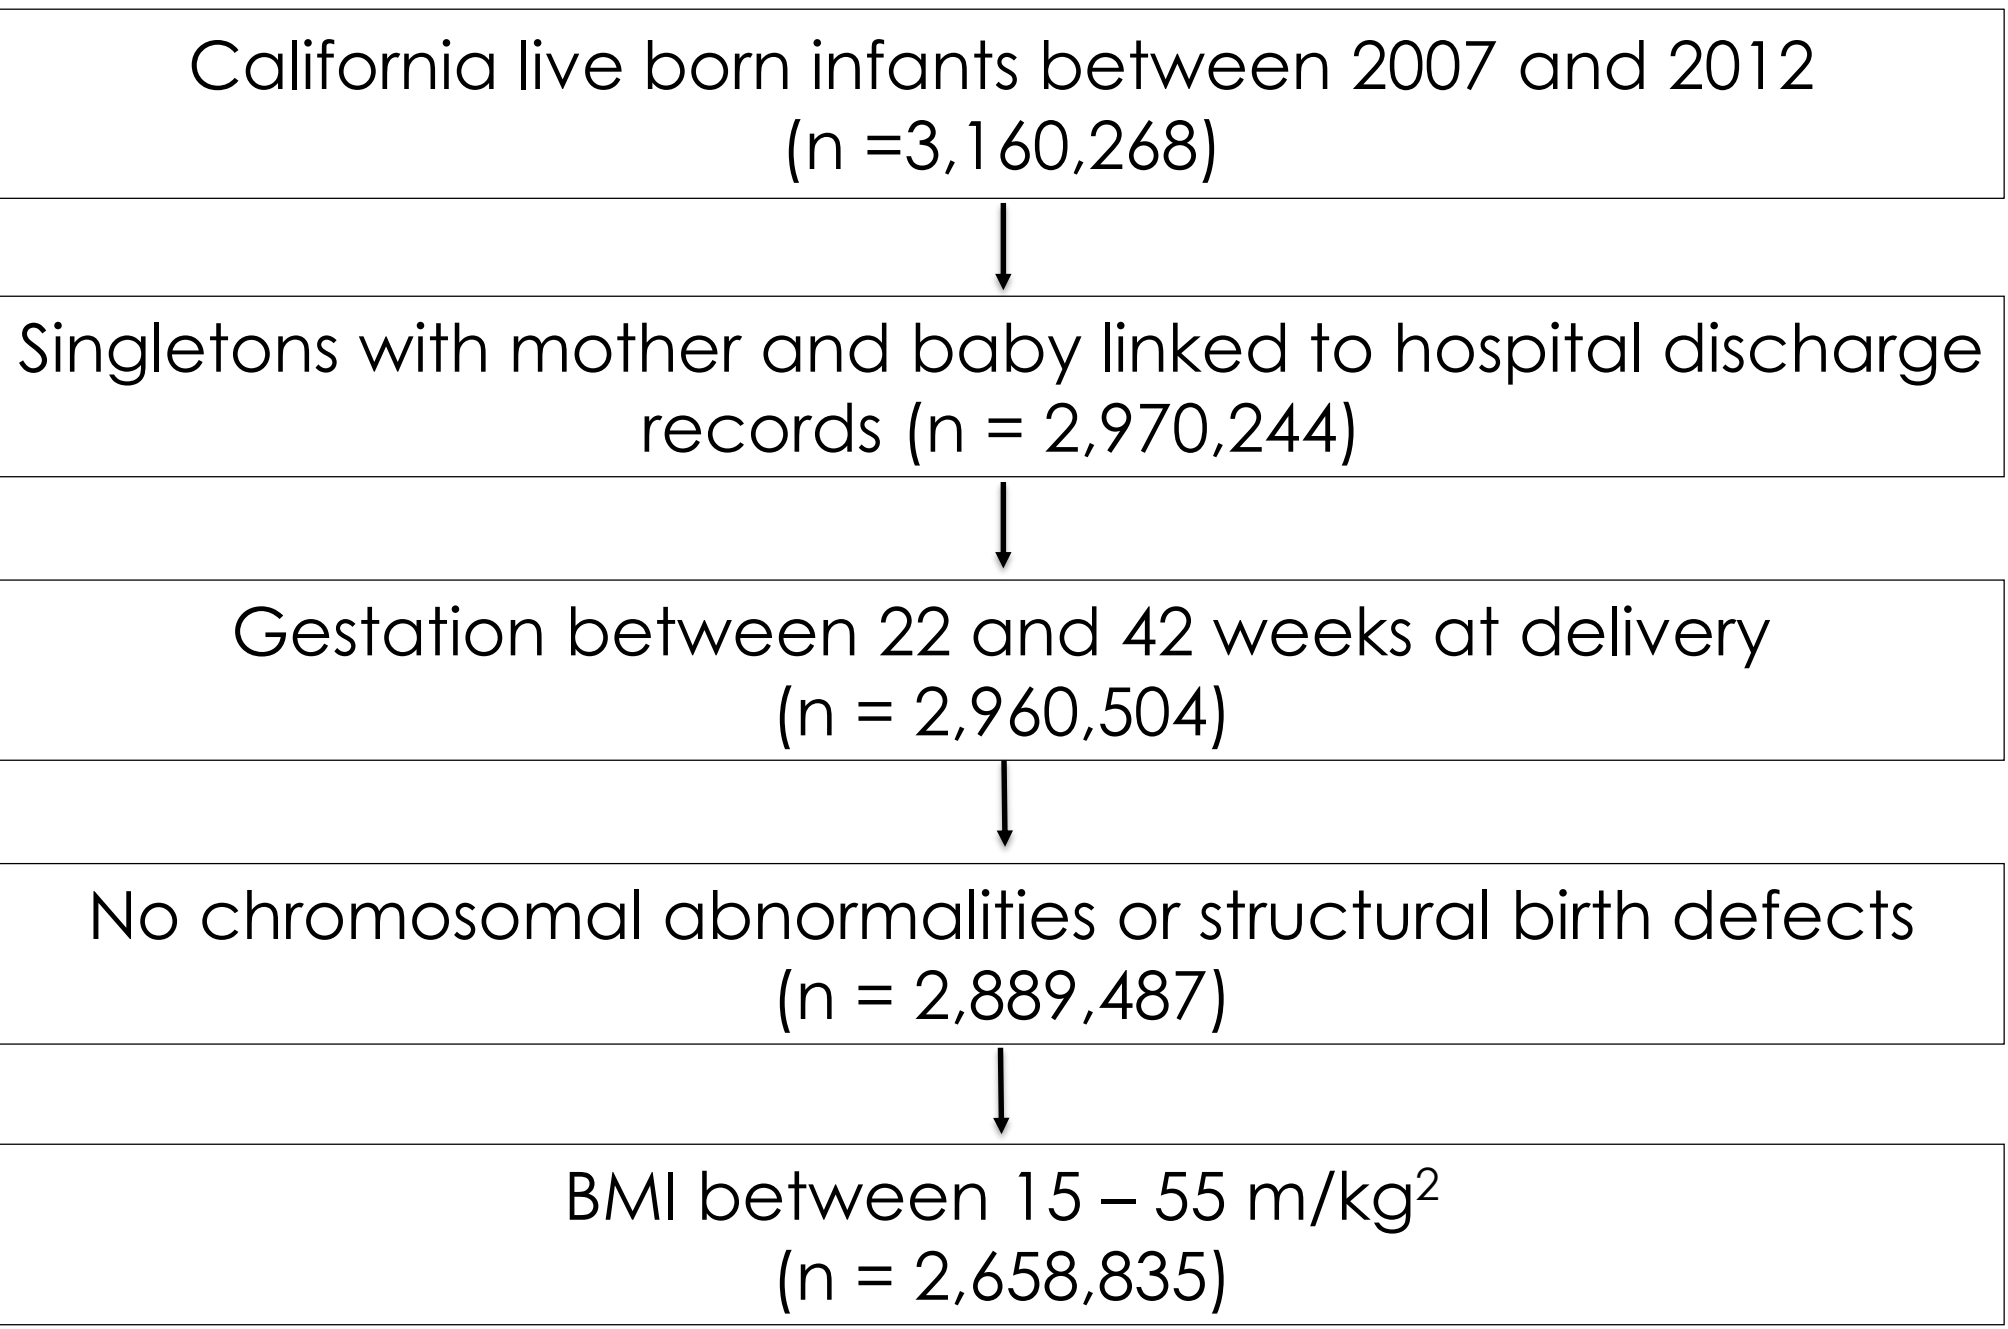 California live born infants between 2007 and 2012
(n =3,160,268)
Singletons with mother and baby linked to hospital discharge
records (n = 2,970,244)
Gestation between 22 and 42 weeks at delivery
(n = 2,960,504)
No chromosomal abnormalities or structural birth defects
(n = 2,889,487)
BMI between 15 – 55 m/kg²
(n = 2,658,835)